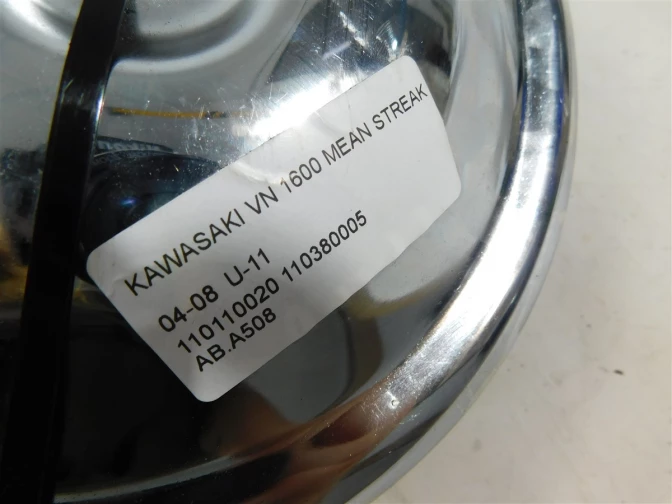 KAWASAKI VN 1600 MEAN STREAK
04-08 U-11
110110020 110380005
AB.A508